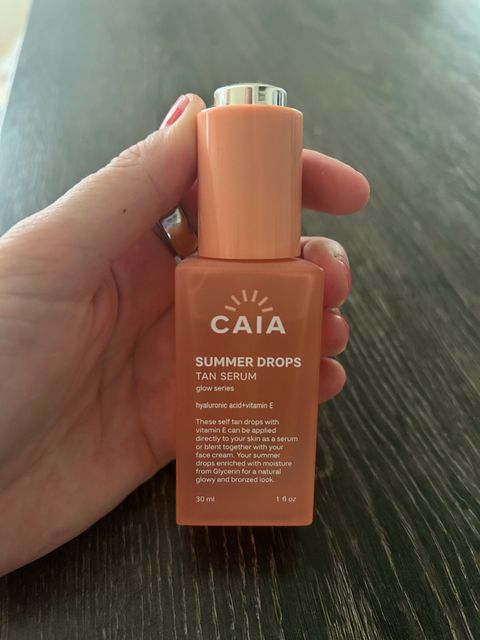 CAIA
SUMMER DROPS
TAN SERUM
glow series
hyaluronic acid+vitamin E
These self tan drops with
vitamin E can be applied
directly to your skin as a serum
or blent together with your
face cream. Your summer
drops enriched with moisture
from Glycerin for a natural
glowy and bronzed look.
30 ml 1 fl oz